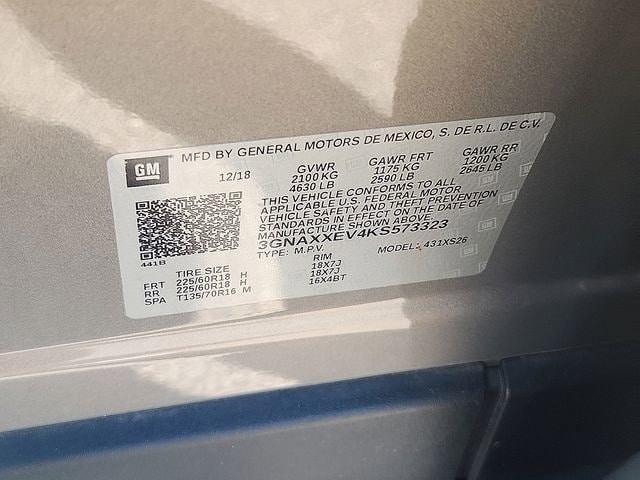 GM MFD BY GENERAL MOTORS DE MEXICO, S. DE R.L. DE C.V.
12/18 GVWR GAWR FRT GAWR RR
2100 KG 1175 KG 1200 KG
4630 LB 2590 LB 2645 LB
THIS VEHICLE CONFORMS TO ALL
APPLICABLE U.S. FEDERAL MOTOR
VEHICLE SAFETY AND THEFT PREVENTION
STANDARDS IN EFFECT ON THE DATE OF
MANUFACTURE SHOWN ABOVE.
3GNAXXEV4KS573323
TYPE: M.P.V. MODEL: 431XS26
441B
TIRE SIZE RIM
FRT 225/60R18 H 18X7J
RR 225/60R18 H 18X7J
SPA T135/70R16 M 16X4BT